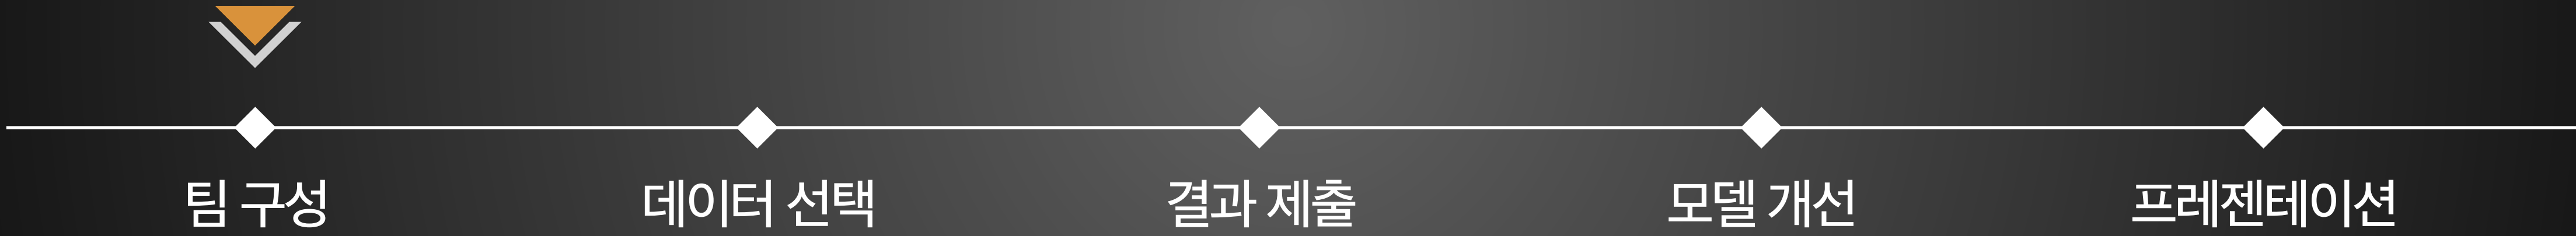 팀 구성
데이터 선택
결과 제출
모델 개선
프레젠테이션